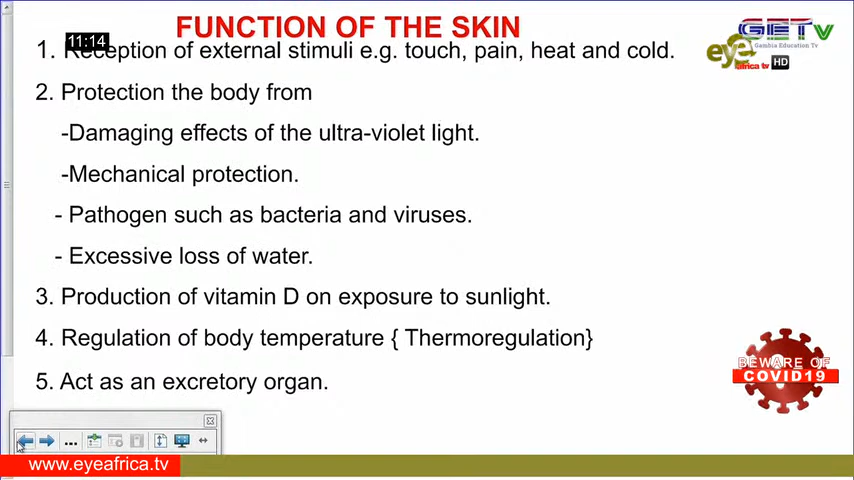 FUNCTION OF THE SKIN
11:14
1. Reception of external stimuli e.g. touch, pain, heat and cold.
GETv
Gambia Education Tv
eye
africa tv HD
2. Protection the body from
-Damaging effects of the ultra-violet light.
-Mechanical protection.
- Pathogen such as bacteria and viruses.
- Excessive loss of water.
3. Production of vitamin D on exposure to sunlight.
4. Regulation of body temperature { Thermoregulation}
5. Act as an excretory organ.
BEWARE OF
COVID19
www.eyeafrica.tv